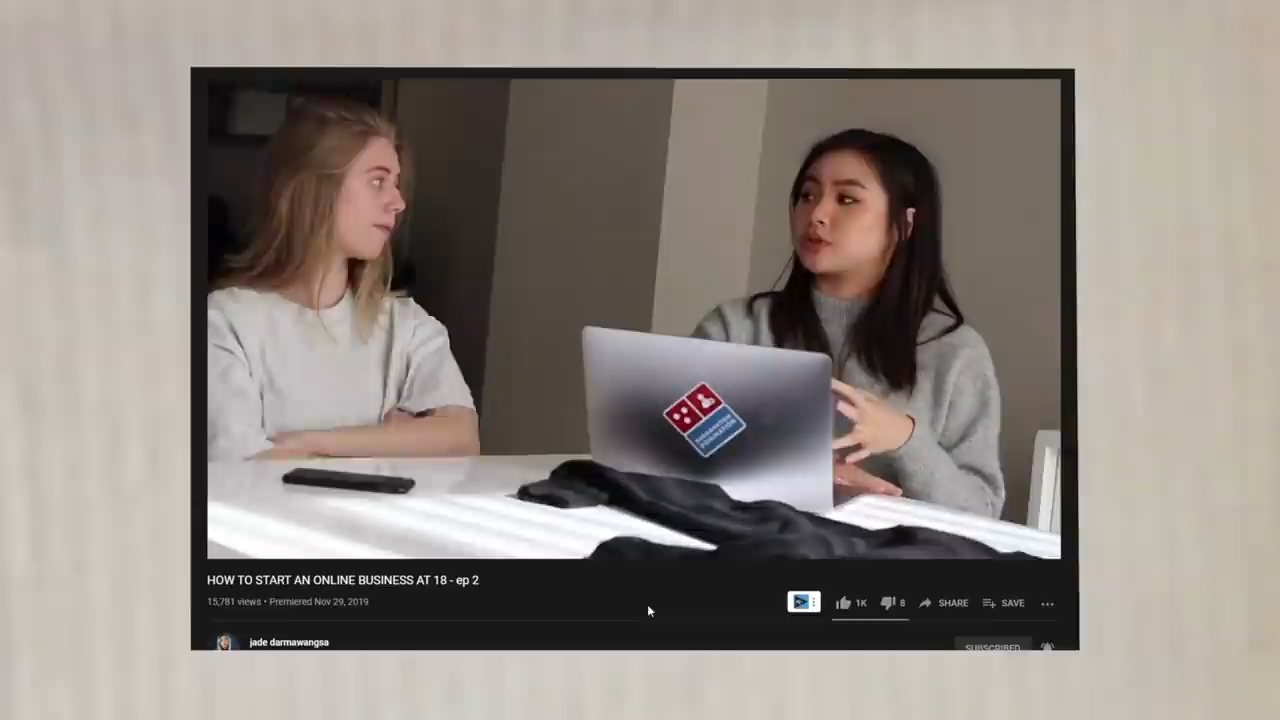 HOW TO START AN ONLINE BUSINESS AT 18 - ep 2
15,781 views • Premiered Nov 29, 2019
1K
8
SHARE
SAVE
jade darmawangsa
SUBSCRIBED